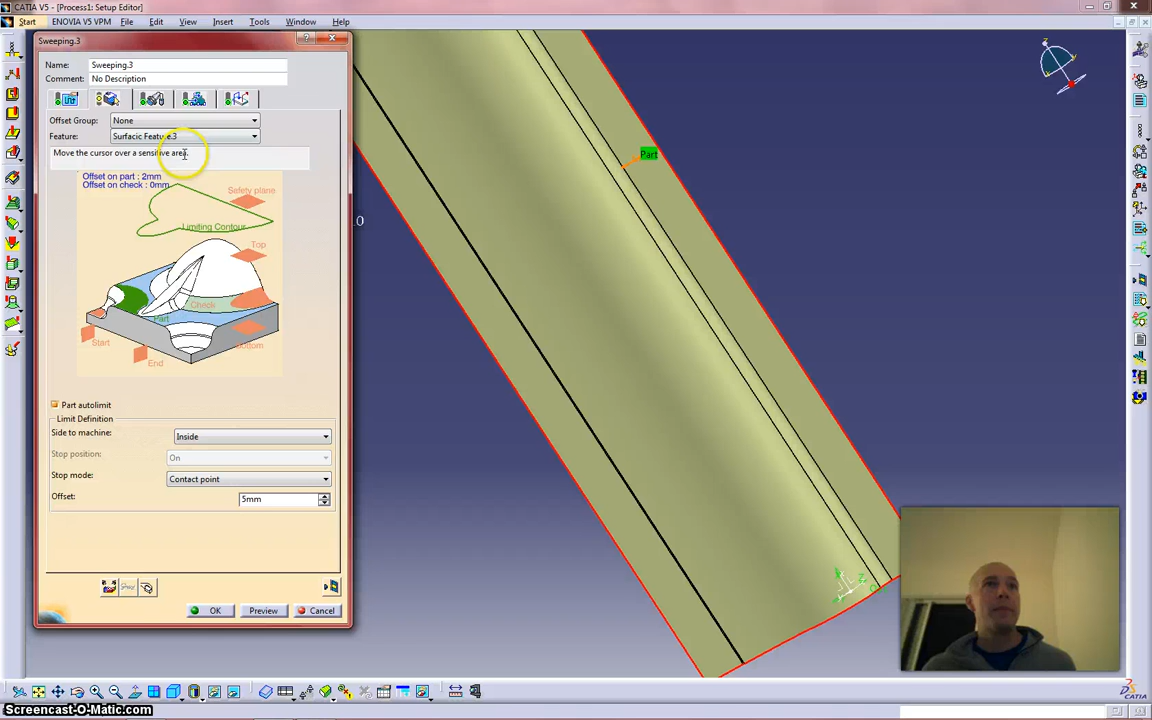 CATIA V5 - [Process1: Setup Editor]
Start ENOVIA V5 VPM File Edit View Insert Tools Window Help
Sweeping.3
Name: Sweeping.3
Comment: No Description
Offset Group: None
Feature: Surfacic Feature.3
Move the cursor over a sensitive area.
Offset on part : 2mm
Offset on check : 0mm
Safety plane
Limiting Contour
Top
Check
Part
Start
Bottom
End
Part autolimit
Limit Definition
Side to machine: Inside
Stop position: On
Stop mode: Contact point
Offset: 5mm
OK Preview Cancel
Part
Z
Screencast-O-Matic.com